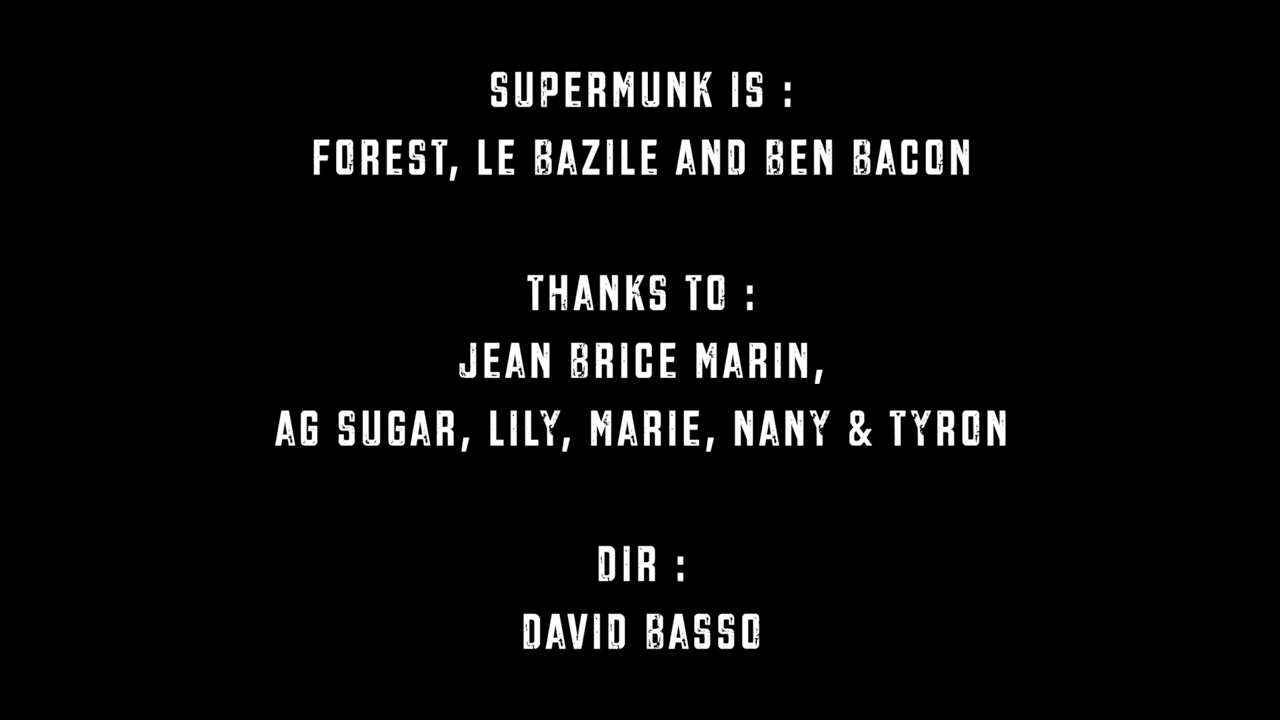 SUPERMUNK IS :
FOREST, LE BAZILE AND BEN BACON
THANKS TO :
JEAN BRICE MARIN,
AG SUGAR, LILY, MARIE, NANY & TYRON
DIR :
DAVID BASSO